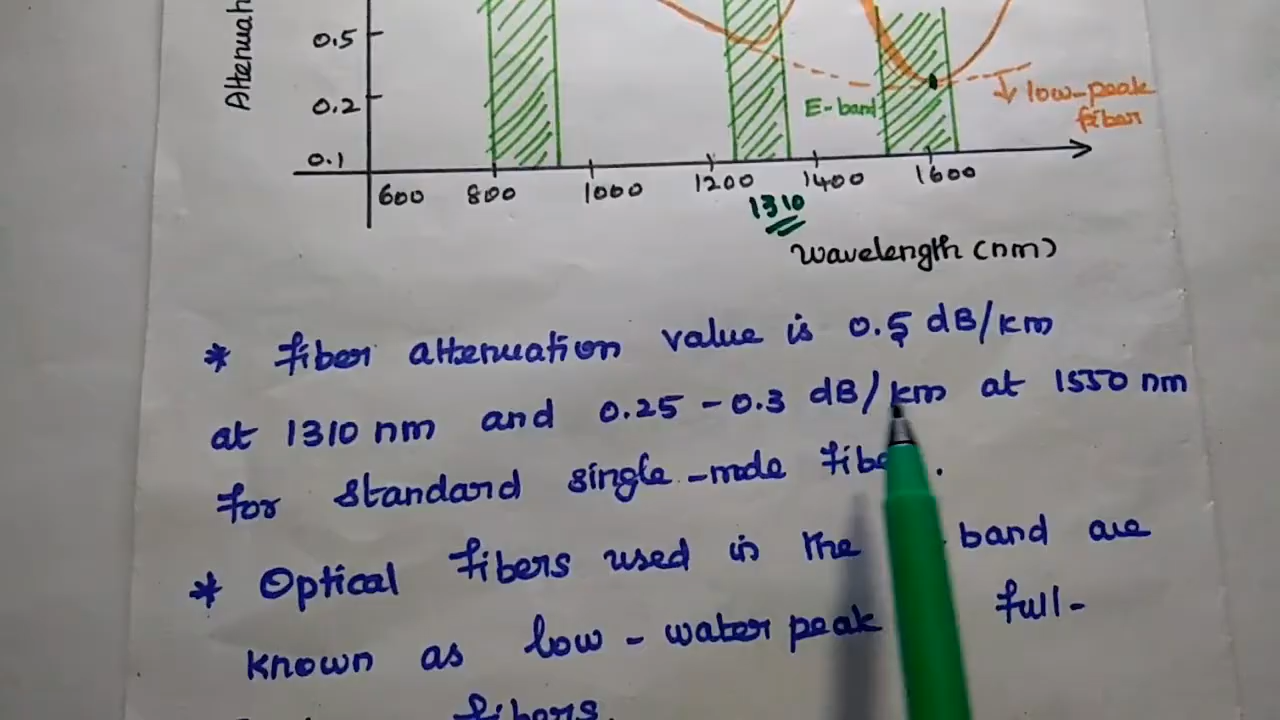 Attenuat
0.5
0.2
0.1
E-band
low-peak
fiber
600 800 1000 1200 1400 1600
1310
wavelength (nm)
* fiber attenuation value is 0.5 dB/km
at 1310 nm and 0.25 - 0.3 dB/km at 1550 nm
for standard single-mode
* Optical fibers used in the band are
known as low-water peak full-
fibers.